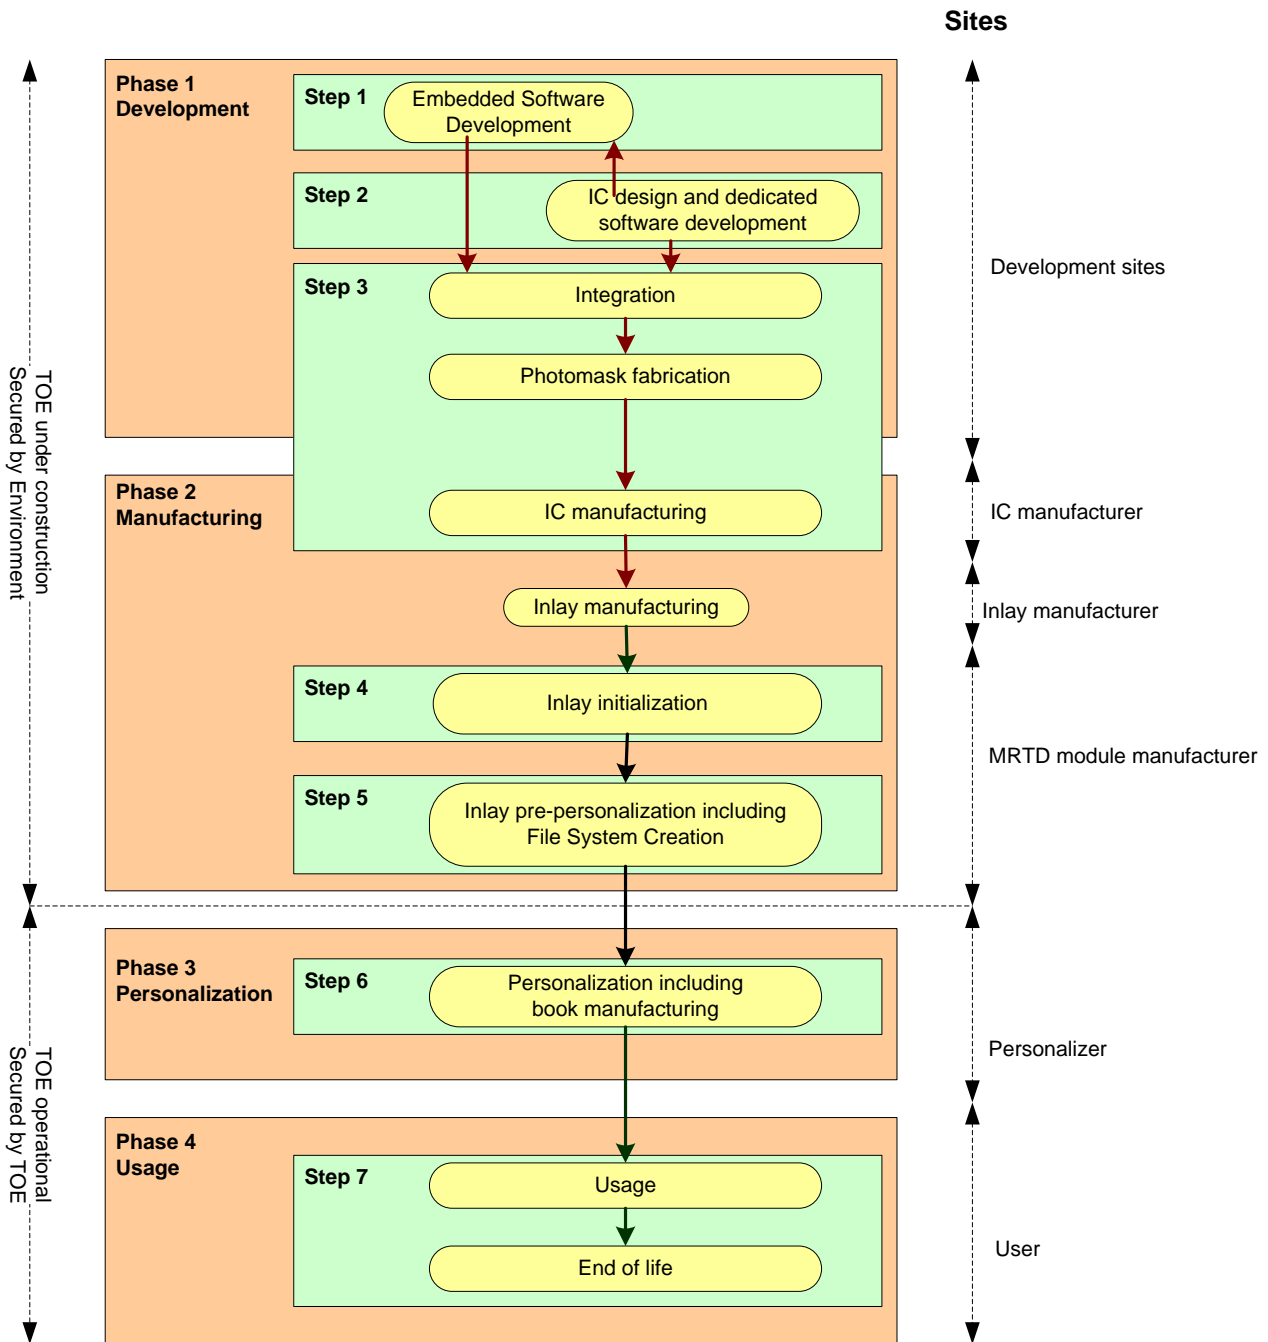 Sites
Phase 1
Development
Step 1
Embedded Software
Development
Step 2
IC design and dedicated
software development
Step 3
Integration
Photomask fabrication
Development sites
TOE under construction
Secured by Environment
Phase 2
Manufacturing
IC manufacturing
IC manufacturer
Inlay manufacturing
Inlay manufacturer
Step 4
Inlay initialization
MRTD module manufacturer
Step 5
Inlay pre-personalization including
File System Creation
Phase 3
Personalization
Step 6
Personalization including
book manufacturing
Personalizer
TOE operational
Secured by TOE
Phase 4
Usage
Step 7
Usage
End of life
User